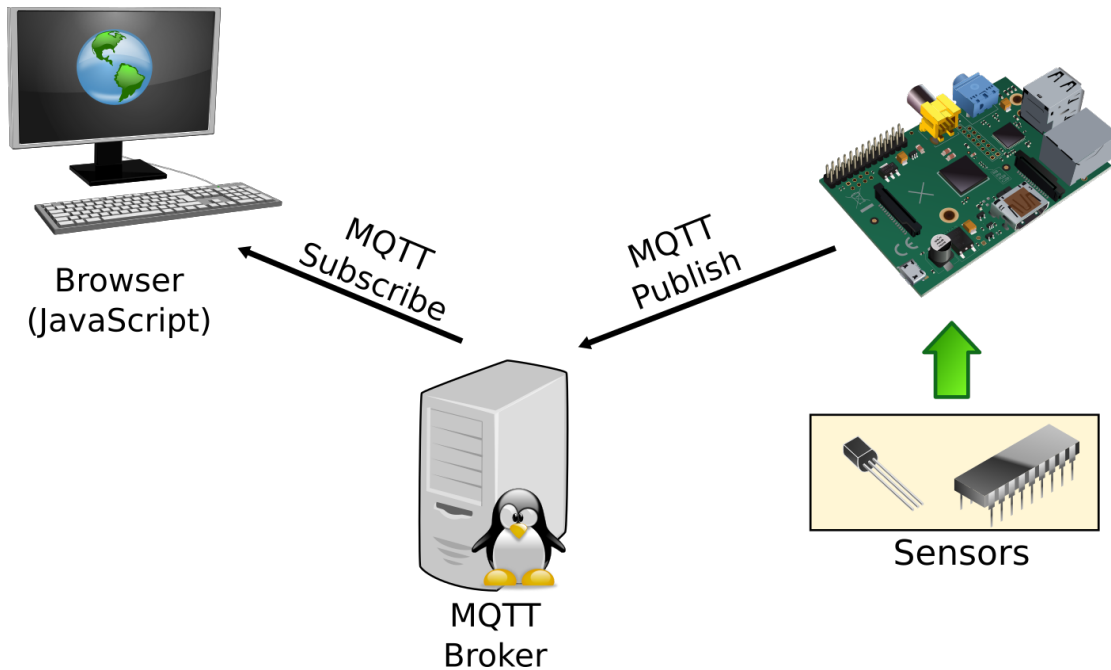 MQTT
Subscribe
MQTT
Publish
Browser
(JavaScript)
Sensors
MQTT
Broker